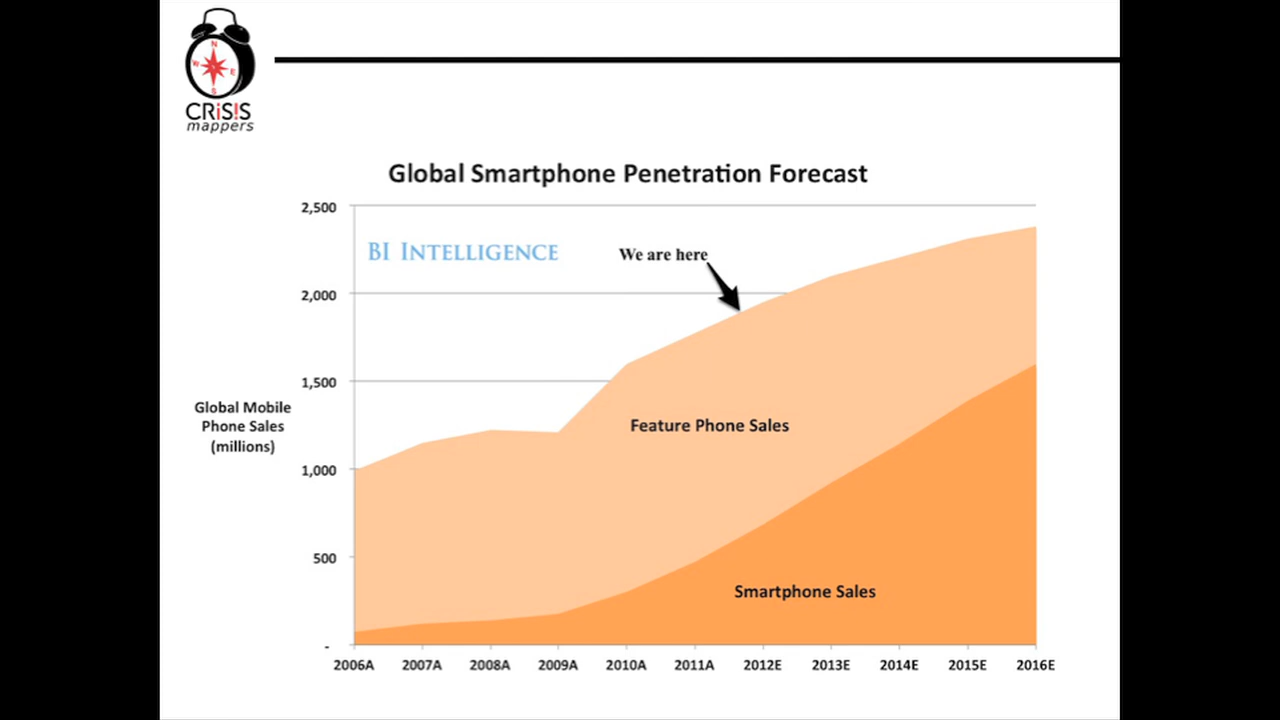 N
W
E
S
CRiS!S
mappers
Global Smartphone Penetration Forecast
2,500
BI INTELLIGENCE
We are here
2,000
1,500
Global Mobile
Phone Sales
(millions)
Feature Phone Sales
1,000
500
Smartphone Sales
-
2006A 2007A 2008A 2009A 2010A 2011A 2012E 2013E 2014E 2015E 2016E